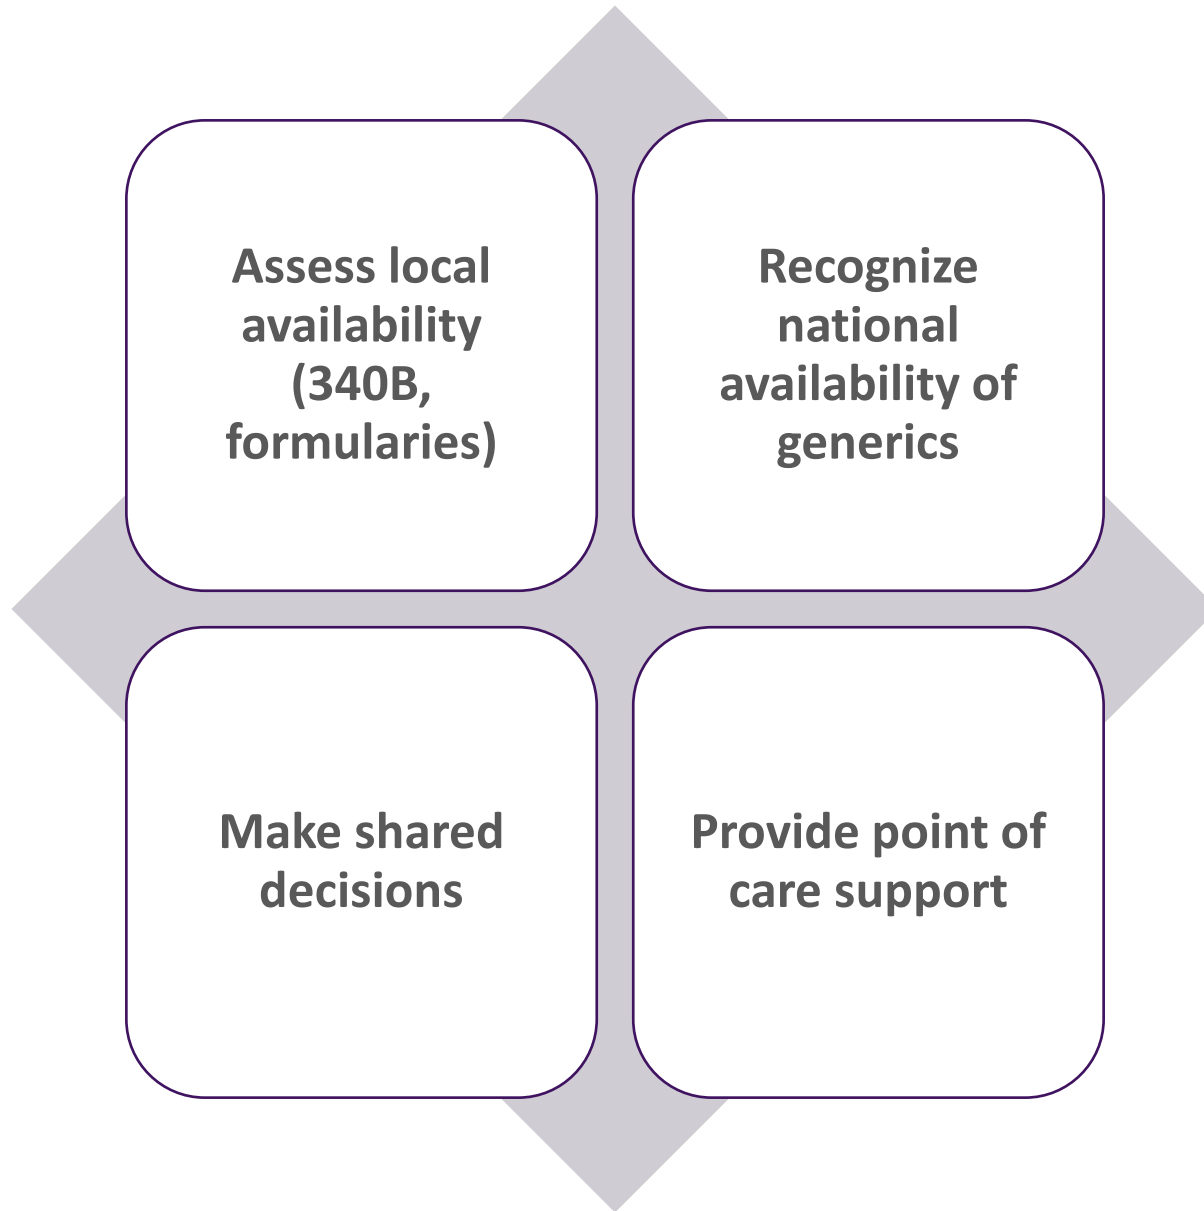 Assess local
availability
(340B,
formularies)
Recognize
national
availability of
generics
Make shared
decisions
Provide point of
care support